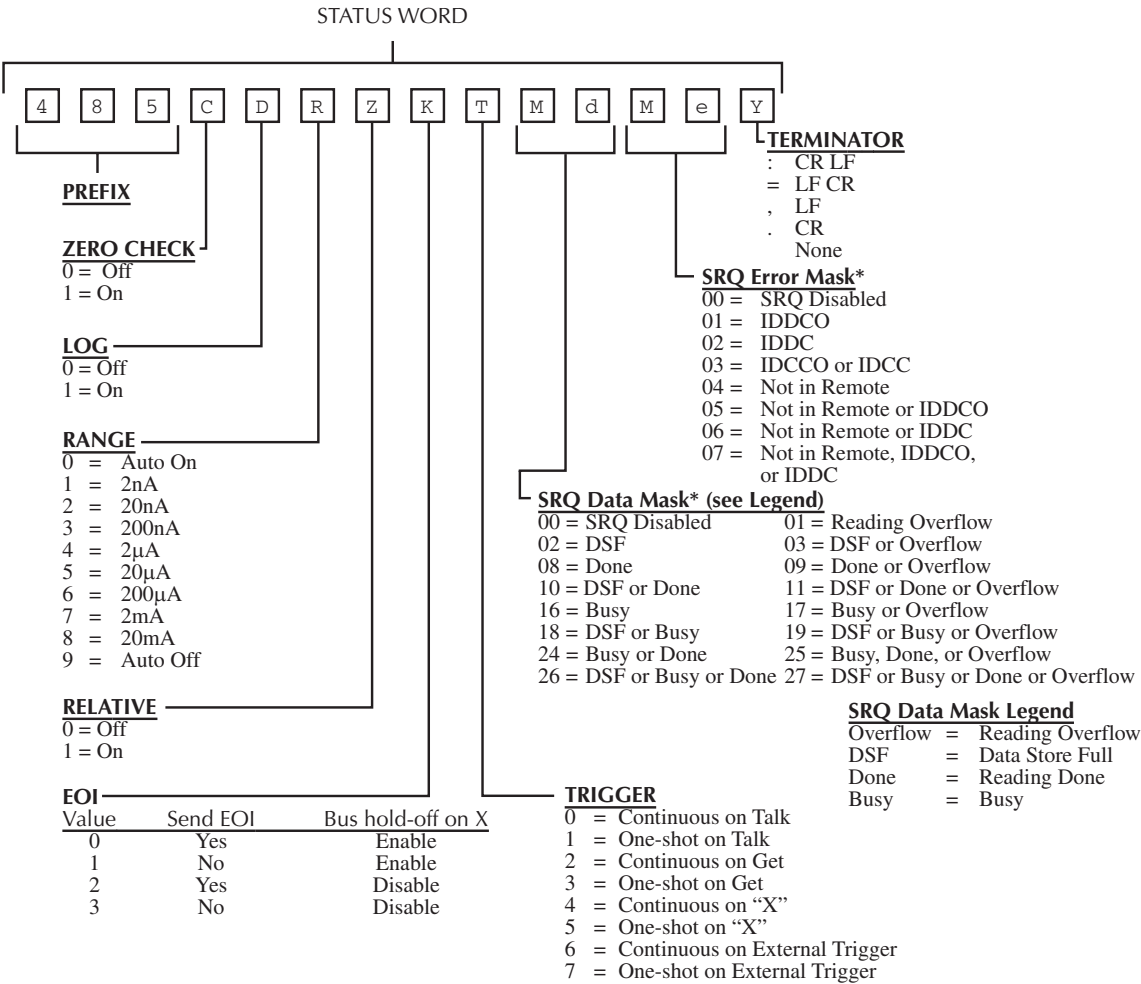 STATUS WORD
4 8 5 C D R Z K T M d M e Y
PREFIX
ZERO CHECK
0 = Off
1 = On
LOG
0 = Off
1 = On
RANGE
0 = Auto On
1 = 2nA
2 = 20nA
3 = 200nA
4 = 2µA
5 = 20µA
6 = 200µA
7 = 2mA
8 = 20mA
9 = Auto Off
RELATIVE
0 = Off
1 = On
EOI
Value Send EOI Bus hold-off on X
0 Yes Enable
1 No Enable
2 Yes Disable
3 No Disable
TERMINATOR
: CR LF
= LF CR
, LF
. CR
None
SRQ Error Mask*
00 = SRQ Disabled
01 = IDDCO
02 = IDDC
03 = IDCCO or IDCC
04 = Not in Remote
05 = Not in Remote or IDDCO
06 = Not in Remote or IDDC
07 = Not in Remote, IDDCO,
or IDDC
SRQ Data Mask* (see Legend)
00 = SRQ Disabled 01 = Reading Overflow
02 = DSF 03 = DSF or Overflow
08 = Done 09 = Done or Overflow
10 = DSF or Done 11 = DSF or Done or Overflow
16 = Busy 17 = Busy or Overflow
18 = DSF or Busy 19 = DSF or Busy or Overflow
24 = Busy or Done 25 = Busy, Done, or Overflow
26 = DSF or Busy or Done 27 = DSF or Busy or Done or Overflow
SRQ Data Mask Legend
Overflow = Reading Overflow
DSF = Data Store Full
Done = Reading Done
Busy = Busy
TRIGGER
0 = Continuous on Talk
1 = One-shot on Talk
2 = Continuous on Get
3 = One-shot on Get
4 = Continuous on “X”
5 = One-shot on “X”
6 = Continuous on External Trigger
7 = One-shot on External Trigger